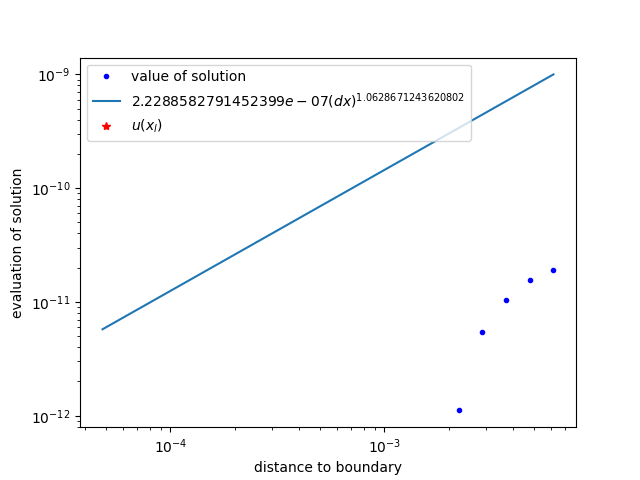 value of solution
2.2288582791452399e − 07(dx)^1.0628671243620802
u(x_l)
10^-9
10^-10
10^-11
10^-12
evaluation of solution
10^-4
10^-3
distance to boundary